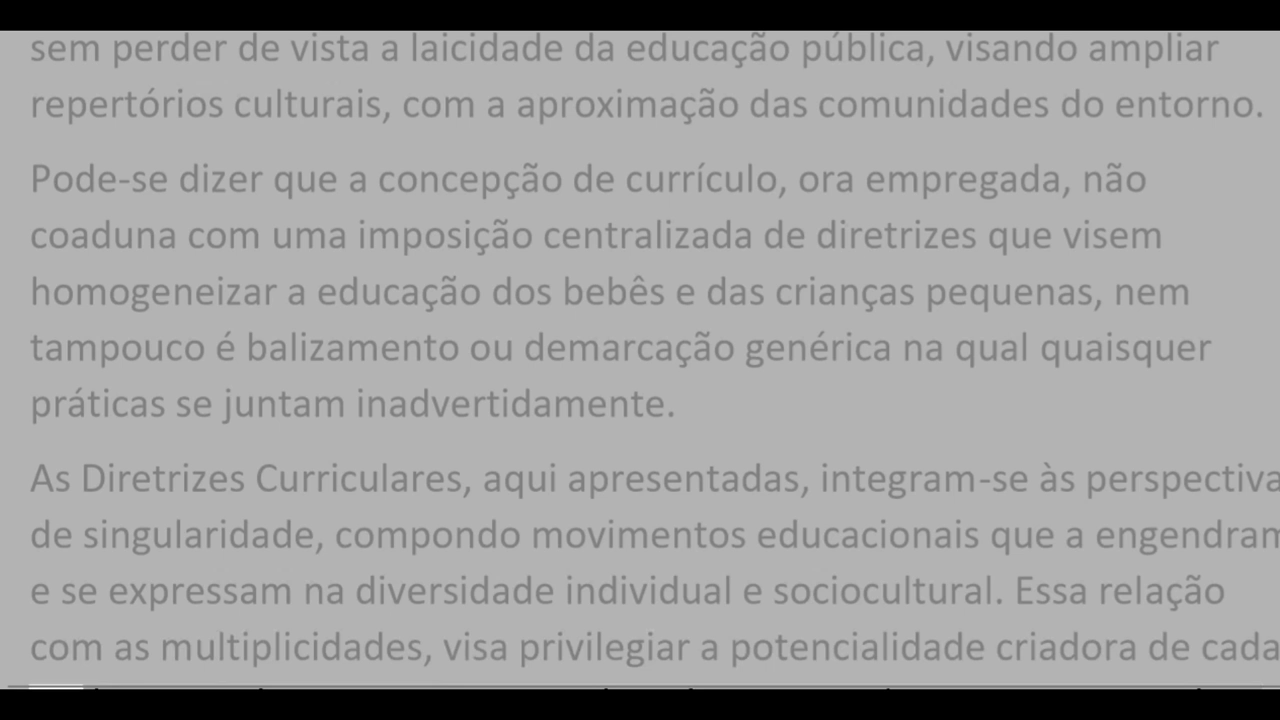 sem perder de vista a laicidade da educação pública, visando ampliar
repertórios culturais, com a aproximação das comunidades do entorno.
Pode-se dizer que a concepção de currículo, ora empregada, não
coaduna com uma imposição centralizada de diretrizes que visem
homogeneizar a educação dos bebês e das crianças pequenas, nem
tampouco é balizamento ou demarcação genérica na qual quaisquer
práticas se juntam inadvertidamente.
As Diretrizes Curriculares, aqui apresentadas, integram-se às perspectiva
de singularidade, compondo movimentos educacionais que a engendram
e se expressam na diversidade individual e sociocultural. Essa relação
com as multiplicidades, visa privilegiar a potencialidade criadora de cada